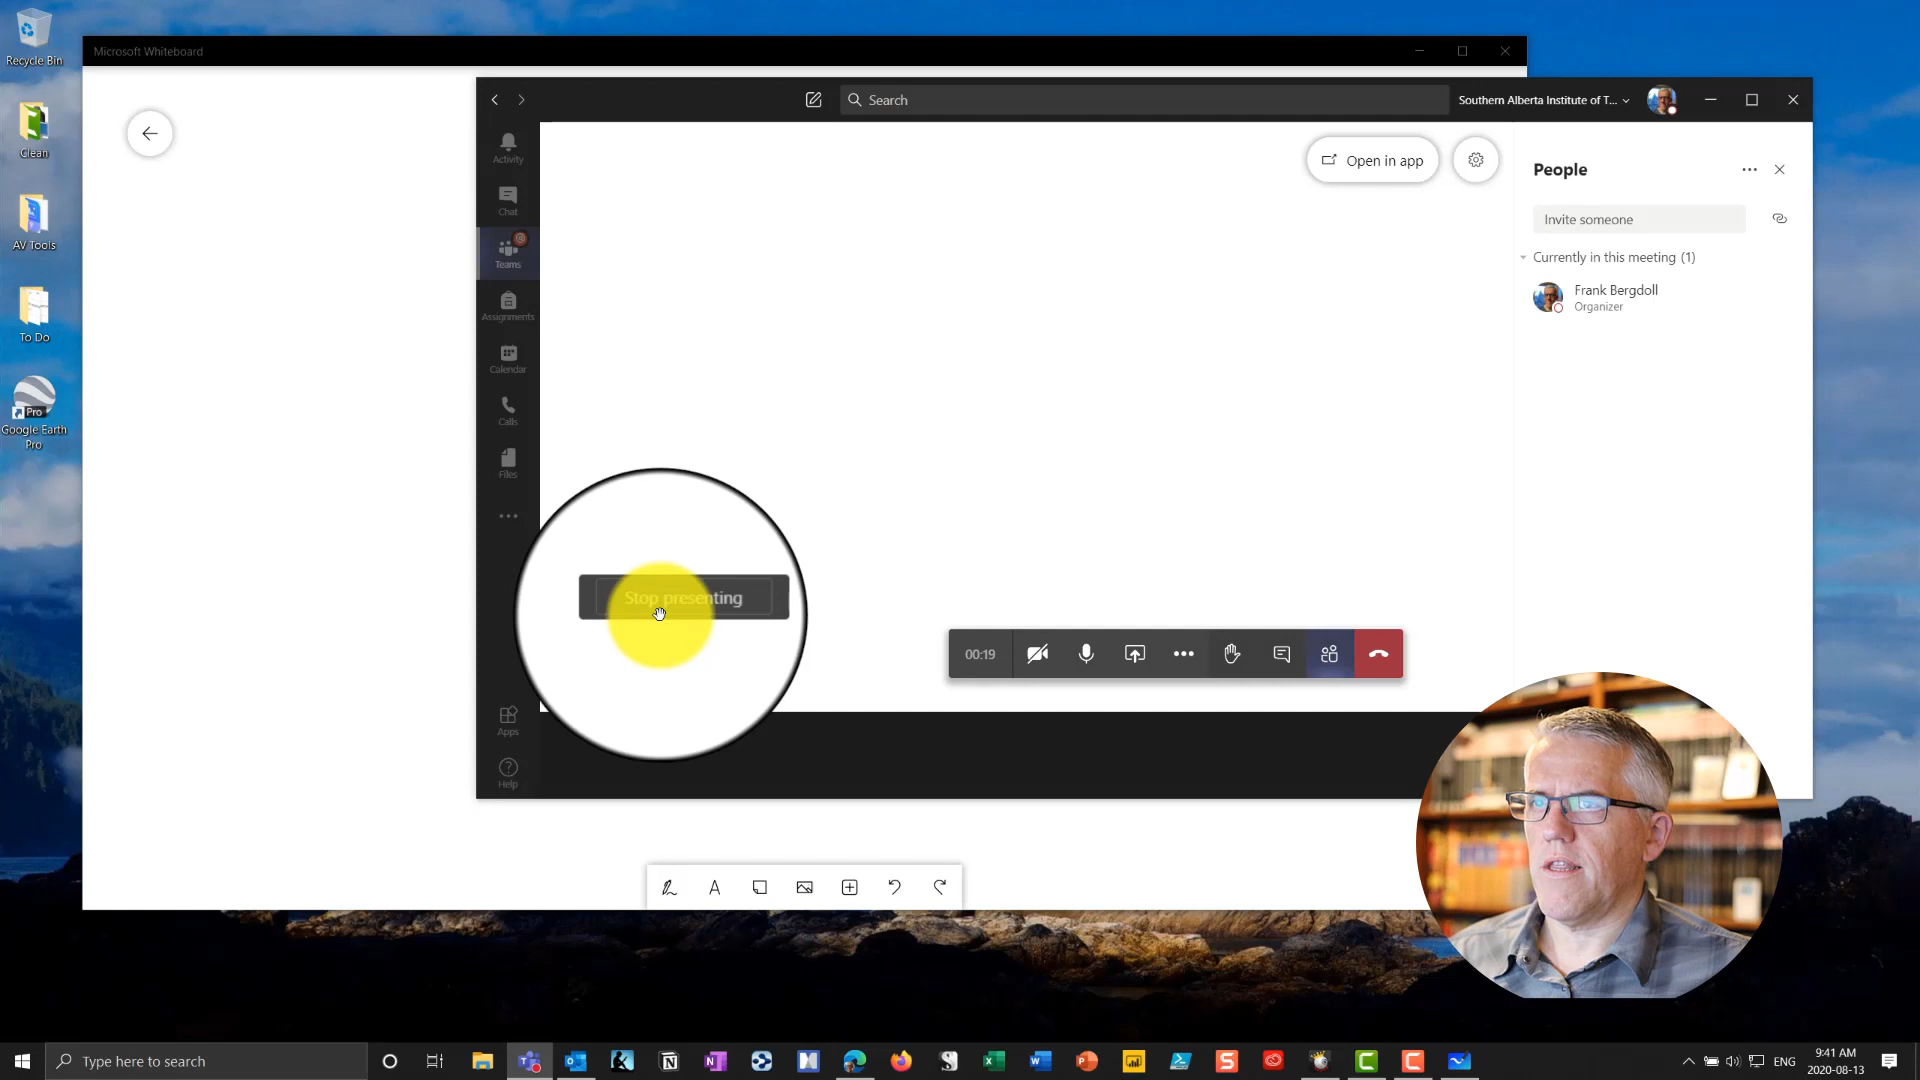 Recycle Bin
Clean
AV Tools
To Do
Pro
Google Earth
Pro
Microsoft Whiteboard
Search
Southern Alberta Institute of T...
Activity
Chat
Teams
Assignments
Calendar
Calls
Files
Apps
Help
Open in app
People
Invite someone
Currently in this meeting (1)
Frank Bergdoll
Organizer
Stop presenting
00:19
Type here to search
ENG
9:41 AM
2020-08-13